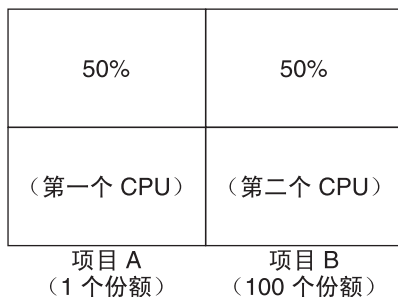 50% 50%
（第一个 CPU） （第二个 CPU）
项目 A 项目 B
（1 个份额） （100 个份额）